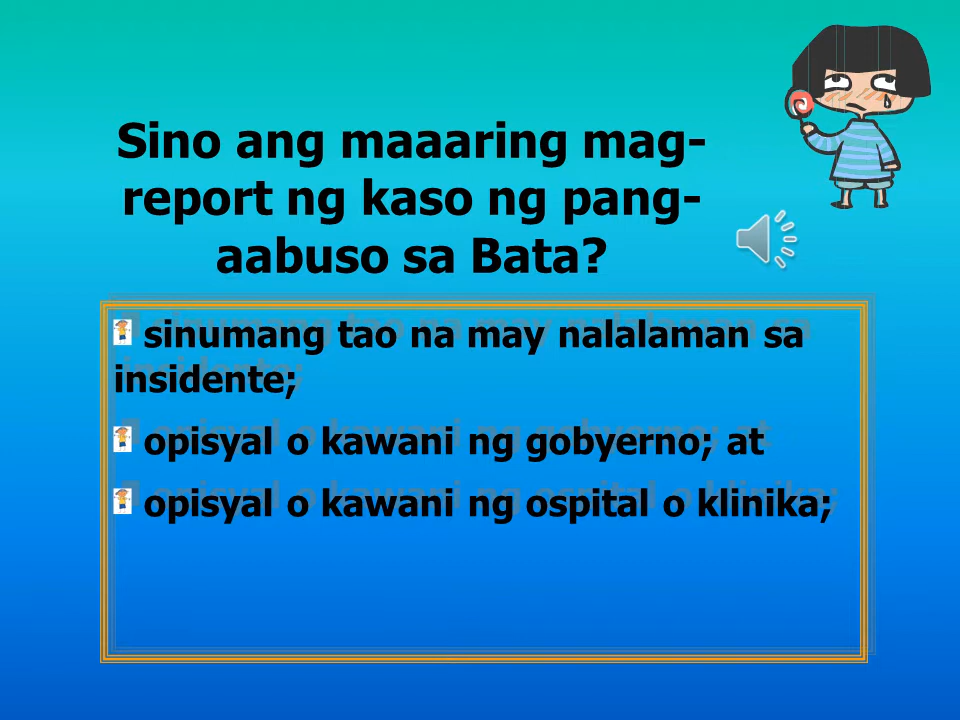 Sino ang maaaring mag-
report ng kaso ng pang-
aabuso sa Bata?
sinumang tao na may nalalaman sa
insidente;
opisyal o kawani ng gobyerno; at
opisyal o kawani ng ospital o klinika;